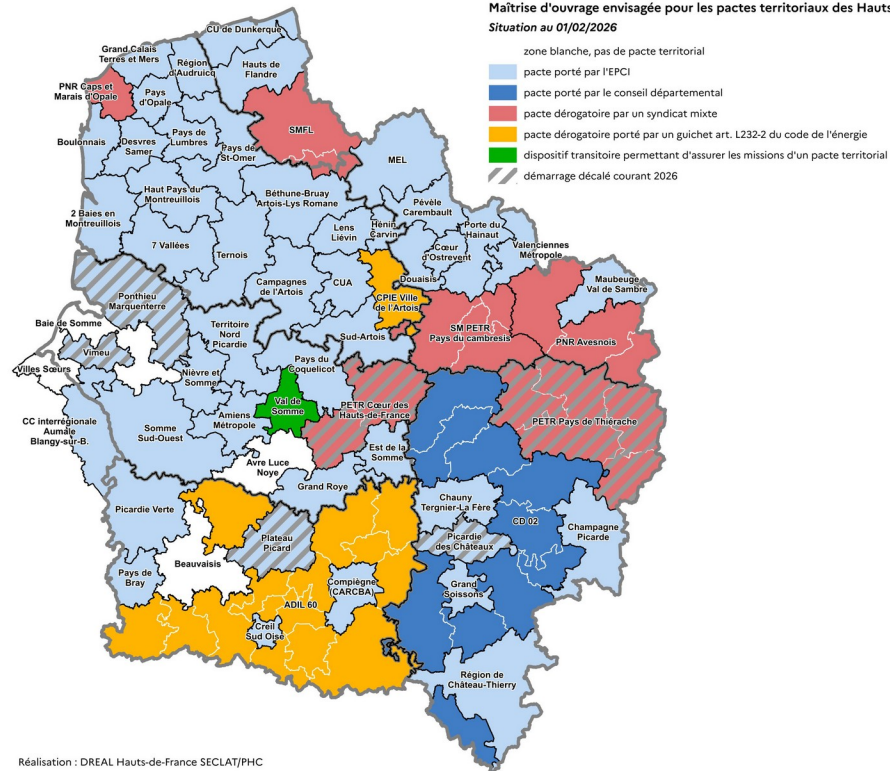 Maîtrise d'ouvrage envisagée pour les pactes territoriaux des Hauts
Situation au 01/02/2026
zone blanche, pas de pacte territorial
pacte porté par l'EPCI
pacte porté par le conseil départemental
pacte dérogatoire par un syndicat mixte
pacte dérogatoire porté par un guichet art. L232-2 du code de l'énergie
dispositif transitoire permettant d'assurer les missions d'un pacte territorial
démarrage décalé courant 2026
CU de Dunkerque
Grand Calais
Terres et Mers
Région
d'Audruicq
Hauts de
Flandre
PNR Caps et
Marais d'Opale
Pays
d'Opale
SMFL
Boulonnais
Desvres
Samer
Pays de
Lumbres
Pays de
St-Omer
MEL
Haut Pays du
Montreuillois
Béthune-Bruay
Artois-Lys Romane
Pévèle
Carembault
2 Baies en
Montreuillois
7 Vallées
Ternois
Lens
Liévin
Hénin
Carvin
Porte du
Hainaut
Cœur
d'Ostrevent
Valenciennes
Métropole
Douaisis
Maubeuge
Val de Sambre
Campagnes
de l'Artois
CUA
CPIE Ville
de l'Artois
Ponthieu
Marquenterre
SM PETR
Pays du cambresis
PNR Avesnois
Baie de Somme
Territoire
Nord
Picardie
Sud-Artois
Vimeu
Villes Sœurs
Nièvre et
Somme
Pays du
Coquelicot
Val de
Somme
PETR Cœur des
Hauts-de-France
PETR Pays de Thiérache
CC interrégionale
Aumale
Blangy-sur-B.
Somme
Sud-Ouest
Amiens
Métropole
Avre Luce
Noye
Est de la
Somme
Grand Roye
Picardie Verte
Chauny
Tergnier-La Fère
CD 02
Champagne
Picarde
Plateau
Picard
Picardie
des Châteaux
Beauvaisis
Pays de
Bray
Compiègne
(CARCBA)
Grand
Soissons
ADIL 60
Creil
Sud Oise
Région de
Château-Thierry
Réalisation : DREAL Hauts-de-France SECLAT/PHC